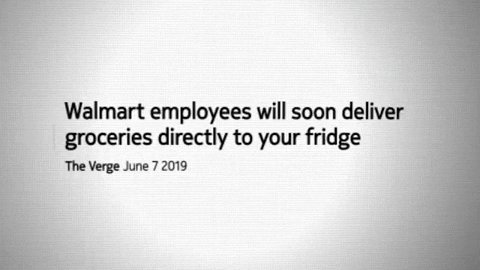 Walmart employees will soon deliver
groceries directly to your fridge
The Verge June 7 2019